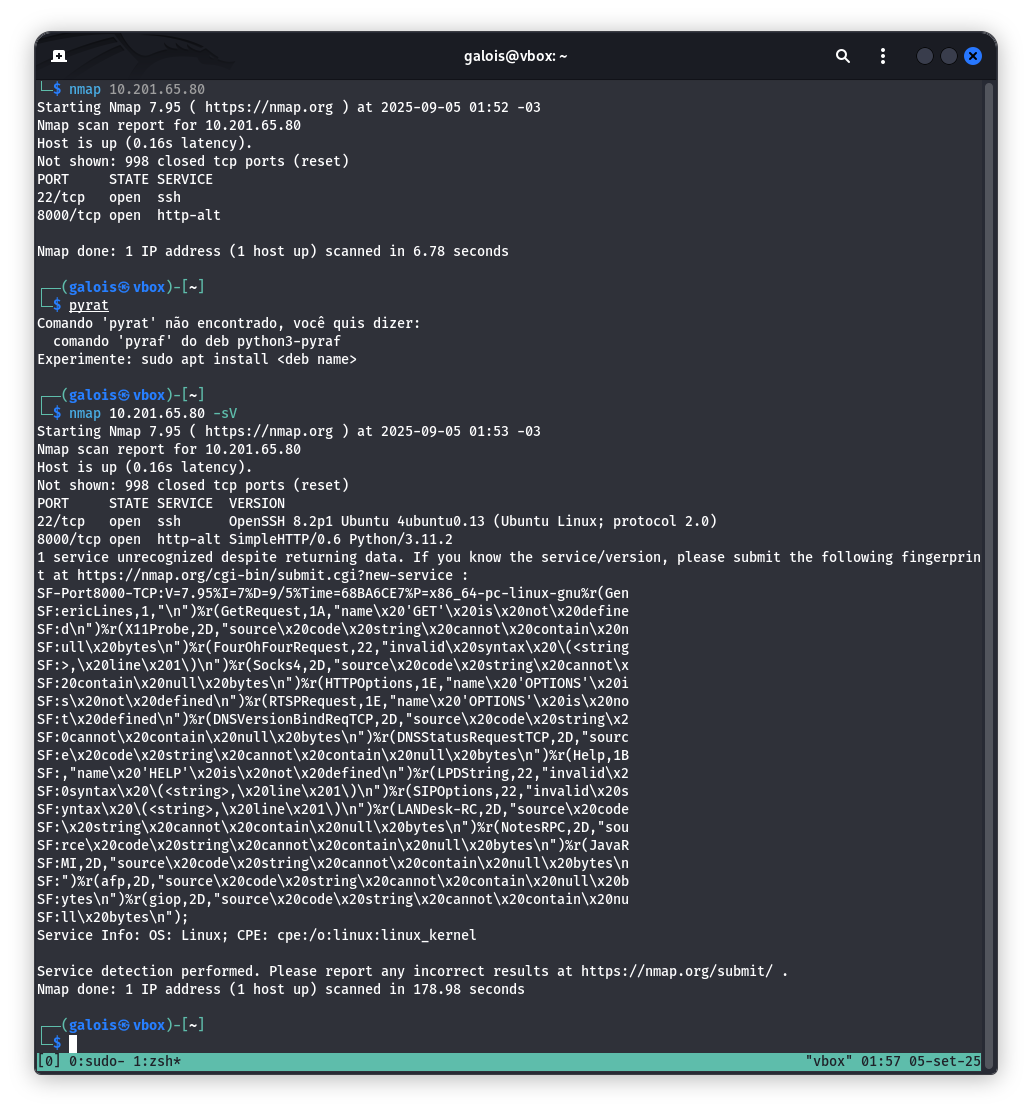 galois@vbox: ~
└─$ nmap 10.201.65.80
Starting Nmap 7.95 ( https://nmap.org ) at 2025-09-05 01:52 -03
Nmap scan report for 10.201.65.80
Host is up (0.16s latency).
Not shown: 998 closed tcp ports (reset)
PORT     STATE SERVICE
22/tcp   open  ssh
8000/tcp open  http-alt
Nmap done: 1 IP address (1 host up) scanned in 6.78 seconds
┌──(galois㉿vbox)-[~]
└─$ pyrat
Comando 'pyrat' não encontrado, você quis dizer:
  comando 'pyraf' do deb python3-pyraf
Experimente: sudo apt install <deb name>
┌──(galois㉿vbox)-[~]
└─$ nmap 10.201.65.80 -sV
Starting Nmap 7.95 ( https://nmap.org ) at 2025-09-05 01:53 -03
Nmap scan report for 10.201.65.80
Host is up (0.16s latency).
Not shown: 998 closed tcp ports (reset)
PORT     STATE SERVICE  VERSION
22/tcp   open  ssh      OpenSSH 8.2p1 Ubuntu 4ubuntu0.13 (Ubuntu Linux; protocol 2.0)
8000/tcp open  http-alt SimpleHTTP/0.6 Python/3.11.2
1 service unrecognized despite returning data. If you know the service/version, please submit the following fingerprin
t at https://nmap.org/cgi-bin/submit.cgi?new-service :
SF-Port8000-TCP:V=7.95%I=7%D=9/5%Time=68BA6CE7%P=x86_64-pc-linux-gnu%r(Gen
SF:ericLines,1,"\n")%r(GetRequest,1A,"name\x20'GET'\x20is\x20not\x20define
SF:d\n")%r(X11Probe,2D,"source\x20code\x20string\x20cannot\x20contain\x20n
SF:ull\x20bytes\n")%r(FourOhFourRequest,22,"invalid\x20syntax\x20\(<string
SF:>,\x20line\x201\)\n")%r(Socks4,2D,"source\x20code\x20string\x20cannot\x
SF:20contain\x20null\x20bytes\n")%r(HTTPOptions,1E,"name\x20'OPTIONS'\x20i
SF:s\x20not\x20defined\n")%r(RTSPRequest,1E,"name\x20'OPTIONS'\x20is\x20no
SF:t\x20defined\n")%r(DNSVersionBindReqTCP,2D,"source\x20code\x20string\x2
SF:0cannot\x20contain\x20null\x20bytes\n")%r(DNSStatusRequestTCP,2D,"sourc
SF:e\x20code\x20string\x20cannot\x20contain\x20null\x20bytes\n")%r(Help,1B
SF:,"name\x20'HELP'\x20is\x20not\x20defined\n")%r(LPDString,22,"invalid\x2
SF:0syntax\x20\(<string>,\x20line\x201\)\n")%r(SIPOptions,22,"invalid\x20s
SF:yntax\x20\(<string>,\x20line\x201\)\n")%r(LANDesk-RC,2D,"source\x20code
SF:\x20string\x20cannot\x20contain\x20null\x20bytes\n")%r(NotesRPC,2D,"sou
SF:rce\x20code\x20string\x20cannot\x20contain\x20null\x20bytes\n")%r(JavaR
SF:MI,2D,"source\x20code\x20string\x20cannot\x20contain\x20null\x20bytes\n
SF:")%r(afp,2D,"source\x20code\x20string\x20cannot\x20contain\x20null\x20b
SF:ytes\n")%r(giop,2D,"source\x20code\x20string\x20cannot\x20contain\x20nu
SF:ll\x20bytes\n");
Service Info: OS: Linux; CPE: cpe:/o:linux:linux_kernel
Service detection performed. Please report any incorrect results at https://nmap.org/submit/ .
Nmap done: 1 IP address (1 host up) scanned in 178.98 seconds
┌──(galois㉿vbox)-[~]
└─$
[0] 0:sudo- 1:zsh* "vbox" 01:57 05-set-25